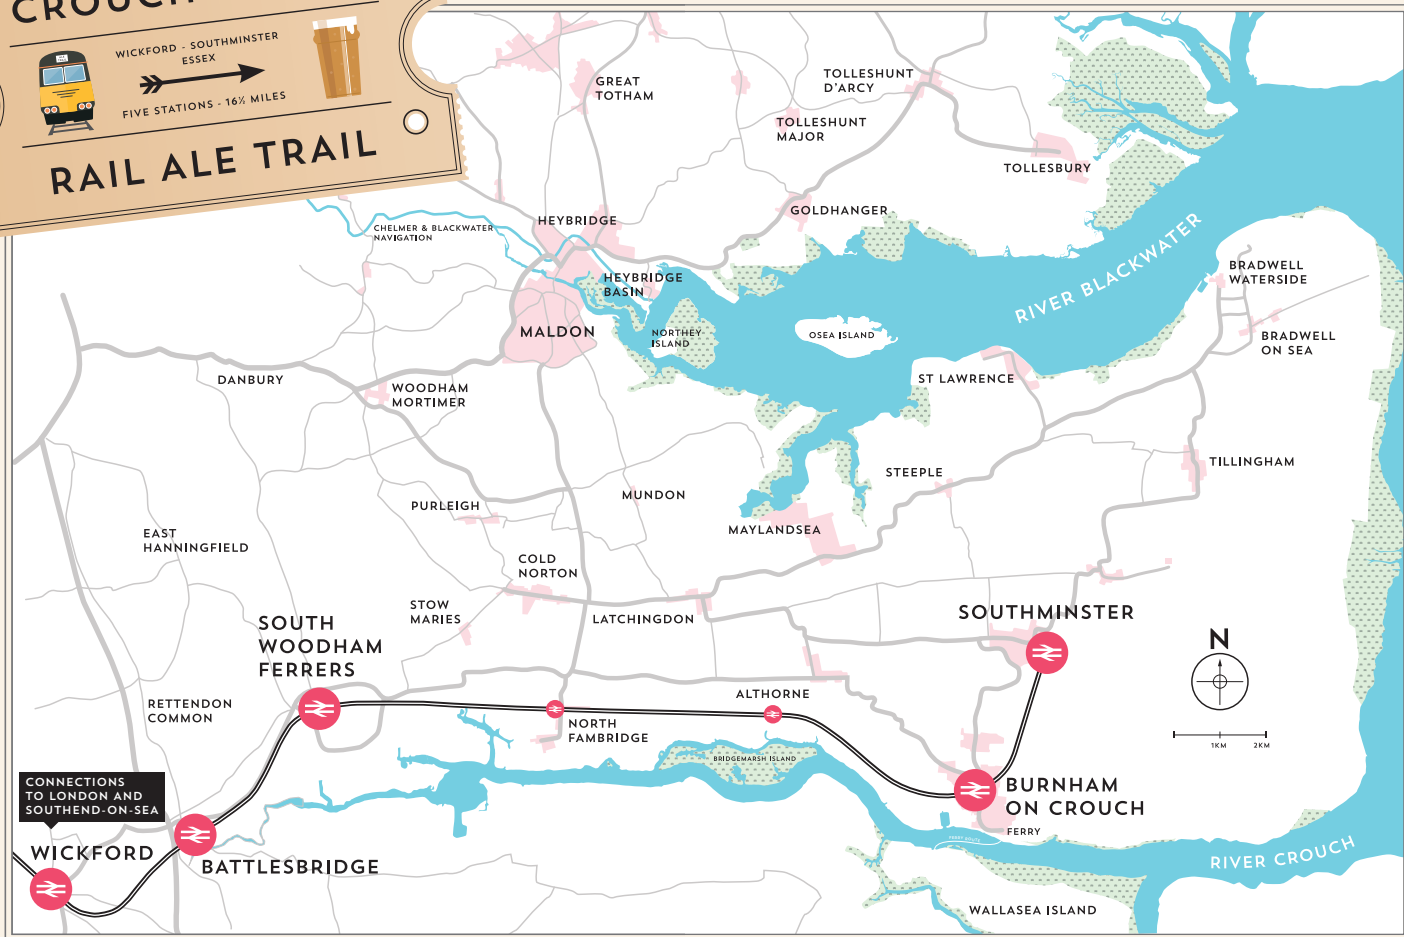 CROUCH
WICKFORD - SOUTHMINSTER
ESSEX
FIVE STATIONS - 16½ MILES
RAIL ALE TRAIL
GREAT
TOTHAM
TOLLESHUNT
D'ARCY
TOLLESHUNT
MAJOR
TOLLESBURY
GOLDHANGER
HEYBRIDGE
CHELMER & BLACKWATER
NAVIGATION
HEYBRIDGE
BASIN
RIVER BLACKWATER
BRADWELL
WATERSIDE
MALDON
NORTHEY
ISLAND
OSEA ISLAND
BRADWELL
ON SEA
DANBURY
WOODHAM
MORTIMER
ST LAWRENCE
STEEPLE
TILLINGHAM
PURLEIGH
MUNDON
MAYLANDSEA
EAST
HANNINGFIELD
COLD
NORTON
STOW
MARIES
LATCHINGDON
SOUTHMINSTER
SOUTH
WOODHAM
FERRERS
N
1KM
2KM
RETTENDON
COMMON
ALTHORNE
NORTH
FAMBRIDGE
BRIDGEMARSH ISLAND
CONNECTIONS
TO LONDON AND
SOUTHEND-ON-SEA
BURNHAM
ON CROUCH
FERRY
FERRY ROUTE
WICKFORD
BATTLESBRIDGE
RIVER CROUCH
WALLASEA ISLAND